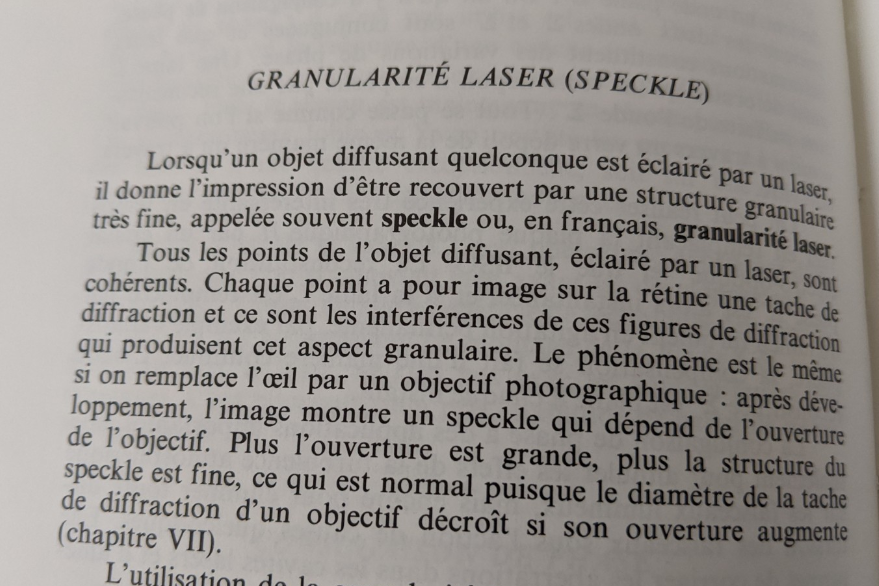 GRANULARITÉ LASER (SPECKLE)
Lorsqu'un objet diffusant quelconque est éclairé par un laser,
il donne l'impression d'être recouvert par une structure granulaire
très fine, appelée souvent speckle ou, en français, granularité laser.
Tous les points de l'objet diffusant, éclairé par un laser, sont
cohérents. Chaque point a pour image sur la rétine une tache de
diffraction et ce sont les interférences de ces figures de diffraction
qui produisent cet aspect granulaire. Le phénomène est le même
si on remplace l'œil par un objectif photographique : après déve-
loppement, l'image montre un speckle qui dépend de l'ouverture
de l'objectif. Plus l'ouverture est grande, plus la structure du
speckle est fine, ce qui est normal puisque le diamètre de la tache
de diffraction d'un objectif décroît si son ouverture augmente
(chapitre VII).
L'utilisation de la